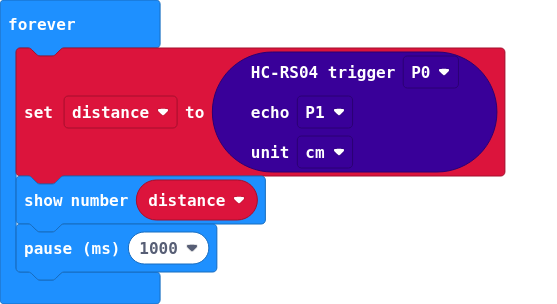 forever
HC-RS04 trigger P0
set distance to echo P1
unit cm
show number distance
pause (ms) 1000